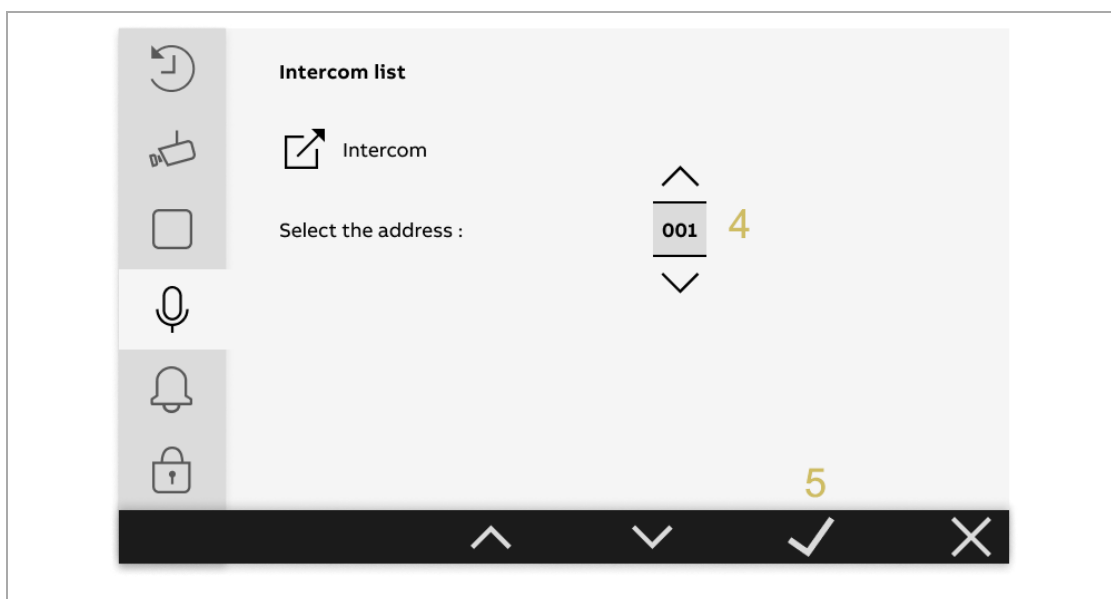 Intercom list
Intercom
Select the address :
001
4
5